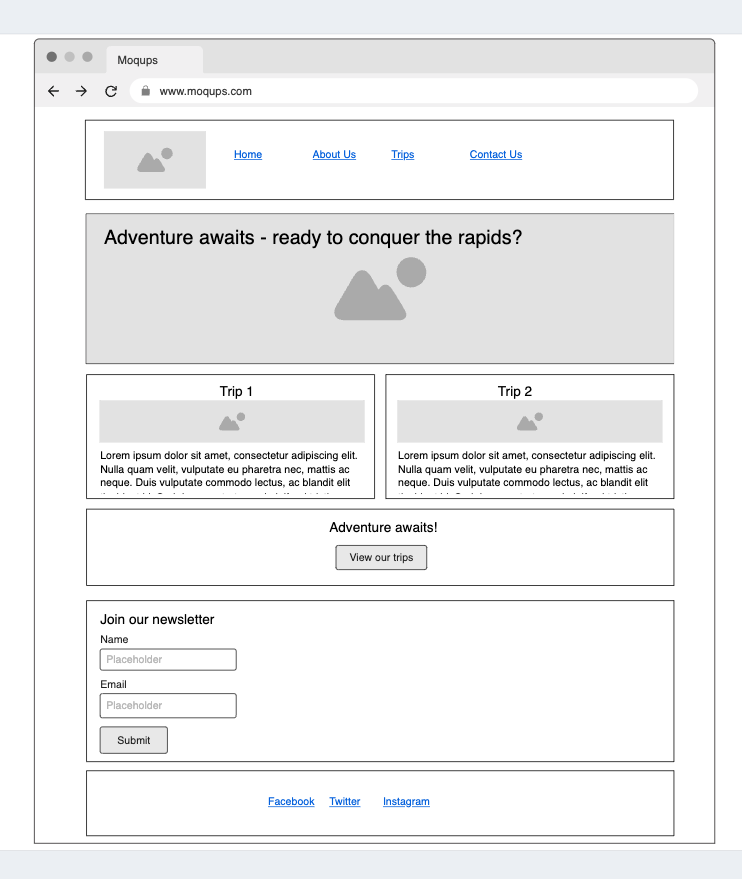 Moqups
www.moqups.com
Home About Us Trips Contact Us
Adventure awaits - ready to conquer the rapids?
Trip 1
Lorem ipsum dolor sit amet, consectetur adipiscing elit.
Nulla quam velit, vulputate eu pharetra nec, mattis ac
neque. Duis vulputate commodo lectus, ac blandit elit
Trip 2
Lorem ipsum dolor sit amet, consectetur adipiscing elit.
Nulla quam velit, vulputate eu pharetra nec, mattis ac
neque. Duis vulputate commodo lectus, ac blandit elit
Adventure awaits!
View our trips
Join our newsletter
Name
Placeholder
Email
Placeholder
Submit
Facebook Twitter Instagram